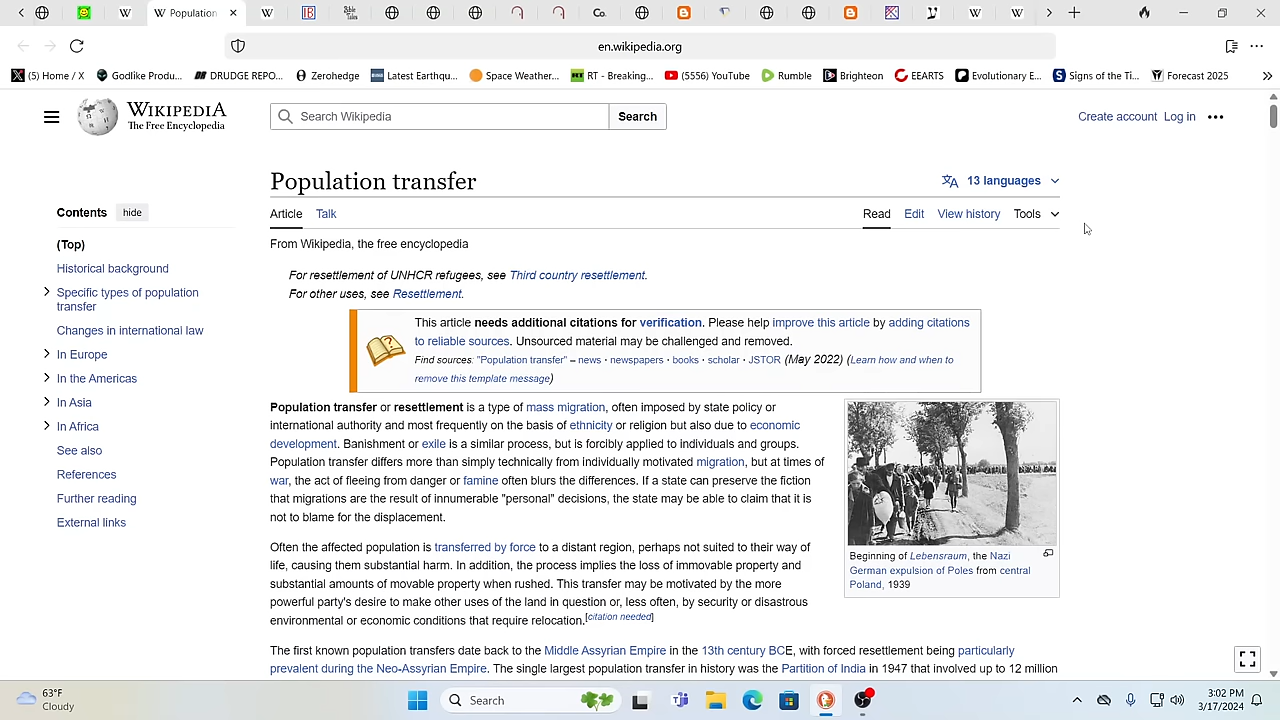 Population
Co.
en.wikipedia.org
(5) Home / X
Godlike Produ...
DRUDGE REPO...
Zerohedge
Latest Earthqu...
Space Weather...
RT - Breaking...
(5556) YouTube
Rumble
Brighteon
EEARTS
Evolutionary E...
Signs of the Ti...
Forecast 2025
WIKIPEDIA
The Free Encyclopedia
Search Wikipedia
Search
Create account
Log in
Population transfer
13 languages
Contents
hide
Article
Talk
Read
Edit
View history
Tools
(Top)
Historical background
Specific types of population
transfer
Changes in international law
In Europe
In the Americas
In Asia
In Africa
See also
References
Further reading
External links
From Wikipedia, the free encyclopedia
For resettlement of UNHCR refugees, see Third country resettlement.
For other uses, see Resettlement.
This article needs additional citations for verification. Please help improve this article by adding citations
to reliable sources. Unsourced material may be challenged and removed.
Find sources: "Population transfer" – news · newspapers · books · scholar · JSTOR (May 2022) (Learn how and when to
remove this template message)
Population transfer or resettlement is a type of mass migration, often imposed by state policy or
international authority and most frequently on the basis of ethnicity or religion but also due to economic
development. Banishment or exile is a similar process, but is forcibly applied to individuals and groups.
Population transfer differs more than simply technically from individually motivated migration, but at times of
war, the act of fleeing from danger or famine often blurs the differences. If a state can preserve the fiction
that migrations are the result of innumerable "personal" decisions, the state may be able to claim that it is
not to blame for the displacement.
Beginning of Lebensraum, the Nazi
German expulsion of Poles from central
Poland, 1939
Often the affected population is transferred by force to a distant region, perhaps not suited to their way of
life, causing them substantial harm. In addition, the process implies the loss of immovable property and
substantial amounts of movable property when rushed. This transfer may be motivated by the more
powerful party's desire to make other uses of the land in question or, less often, by security or disastrous
environmental or economic conditions that require relocation.[citation needed]
The first known population transfers date back to the Middle Assyrian Empire in the 13th century BCE, with forced resettlement being particularly
prevalent during the Neo-Assyrian Empire. The single largest population transfer in history was the Partition of India in 1947 that involved up to 12 million
63°F
Cloudy
Search
3:02 PM
3/17/2024